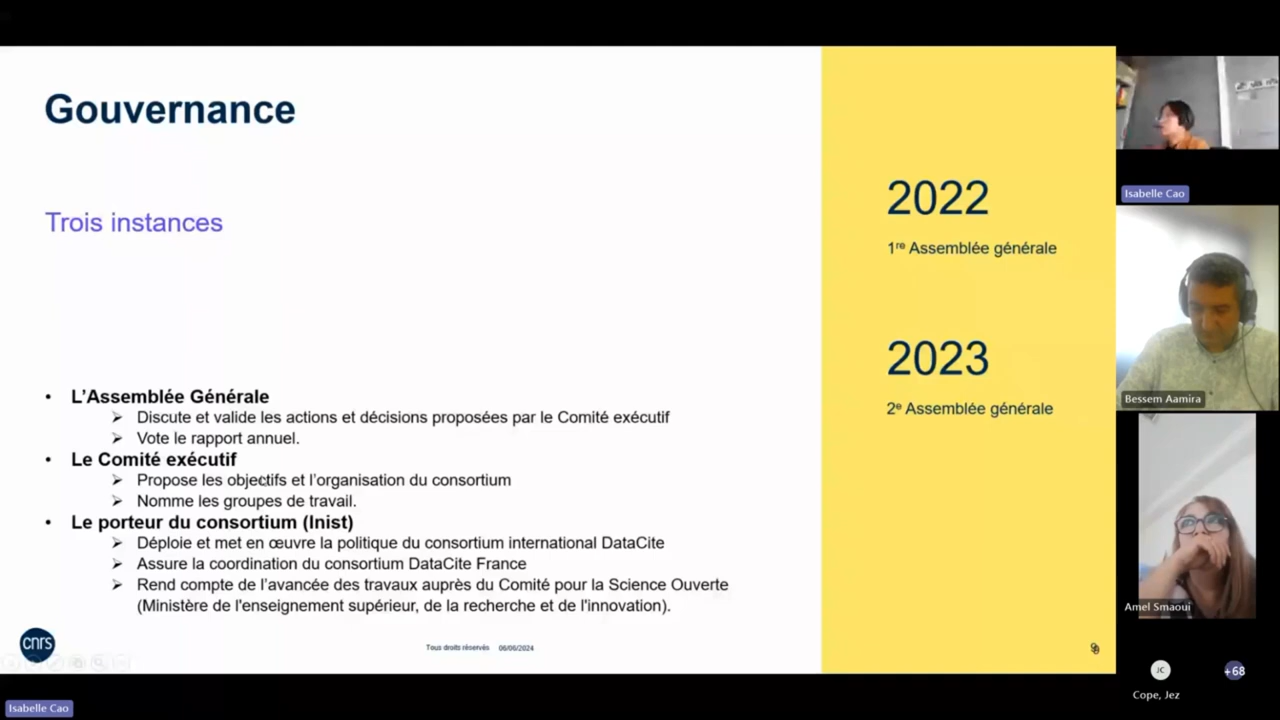 Gouvernance
Trois instances
• L’Assemblée Générale
➢ Discute et valide les actions et décisions proposées par le Comité exécutif
➢ Vote le rapport annuel.
• Le Comité exécutif
➢ Propose les objectifs et l’organisation du consortium
➢ Nomme les groupes de travail.
• Le porteur du consortium (Inist)
➢ Déploie et met en œuvre la politique du consortium international DataCite
➢ Assure la coordination du consortium DataCite France
➢ Rend compte de l’avancée des travaux auprès du Comité pour la Science Ouverte
(Ministère de l'enseignement supérieur, de la recherche et de l'innovation).
cnrs
Tous droits réservés 06/06/2024
2022
1re Assemblée générale
2023
2e Assemblée générale
Isabelle Cao
Bessem Aamira
Amel Smaoui
JC
+68
Cope, Jez
Isabelle Cao